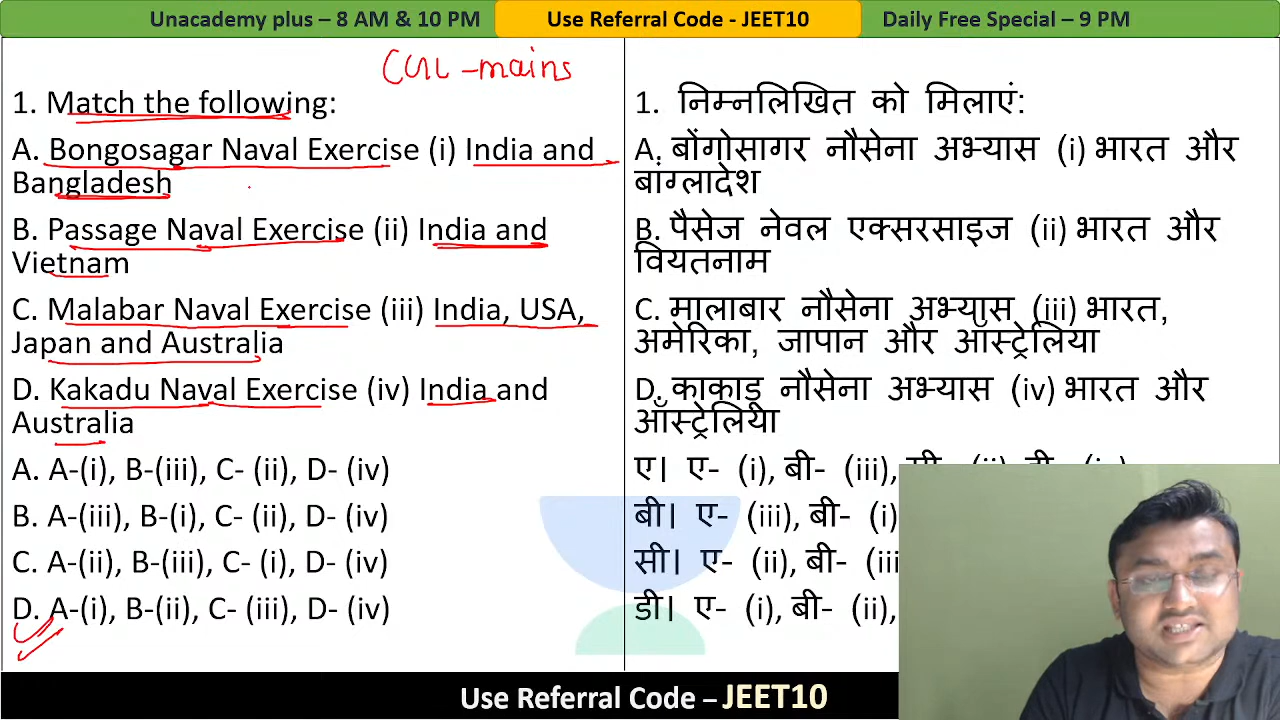 Unacademy plus – 8 AM & 10 PM
Use Referral Code - JEET10
Daily Free Special – 9 PM
CGL -mains
1. Match the following:
A. Bongosagar Naval Exercise (i) India and
Bangladesh
B. Passage Naval Exercise (ii) India and
Vietnam
C. Malabar Naval Exercise (iii) India, USA,
Japan and Australia
D. Kakadu Naval Exercise (iv) India and
Australia
A. A-(i), B-(iii), C- (ii), D- (iv)
B. A-(iii), B-(i), C- (ii), D- (iv)
C. A-(ii), B-(iii), C- (i), D- (iv)
D. A-(i), B-(ii), C- (iii), D- (iv)
1. निम्नलिखित को मिलाएं:
A. बोंगोसागर नौसेना अभ्यास (i) भारत और
बांग्लादेश
B. पैसेज नेवल एक्सरसाइज (ii) भारत और
वियतनाम
C. मालाबार नौसेना अभ्यास (iii) भारत,
अमेरिका, जापान और ऑस्ट्रेलिया
D. काकाडू नौसेना अभ्यास (iv) भारत और
ऑस्ट्रेलिया
ए। ए- (i), बी- (iii),
बी। ए- (iii), बी- (i)
सी। ए- (ii), बी- (iii
डी। ए- (i), बी- (ii),
Use Referral Code – JEET10